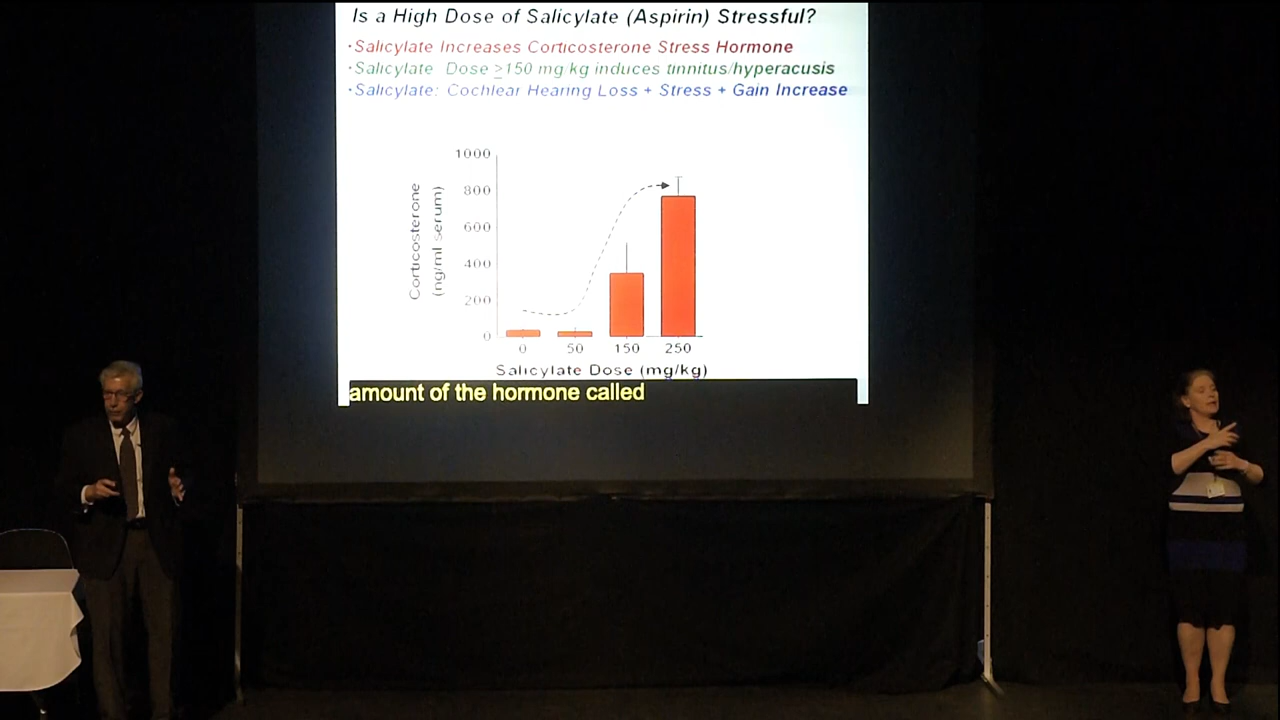 Is a High Dose of Salicylate (Aspirin) Stressful?
·Salicylate Increases Corticosterone Stress Hormone
·Salicylate Dose ≥150 mg/kg induces tinnitus/hyperacusis
·Salicylate: Cochlear Hearing Loss + Stress + Gain Increase
Corticosterone
(ng/ml serum)
1000
800
600
400
200
0
0 50 150 250
Salicylate Dose (mg/kg)
amount of the hormone called